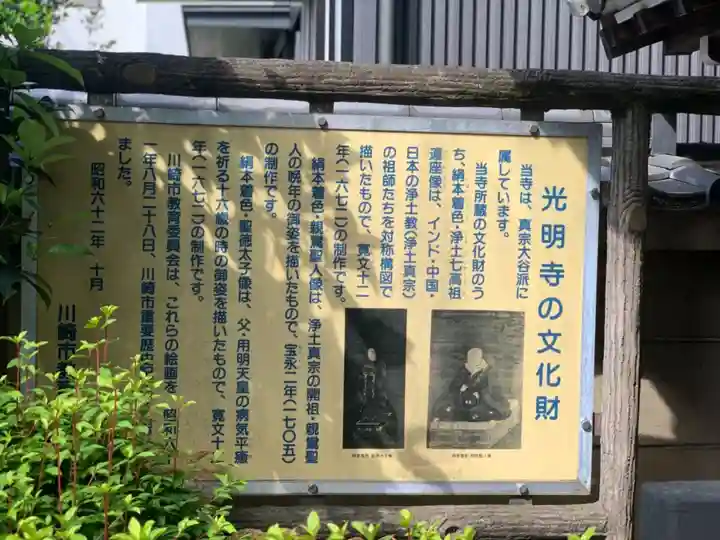 光明寺の文化財
当寺は、真宗大谷派に
属しています。
当寺所蔵の文化財のう
ち、絹本着色・浄土七高祖
連座像は、インド・中国・
日本の浄土教(浄土真宗)
の祖師たちを対称構図で
描いたもので、寛文十二
年(一六七二)の制作です。
絹本着色・親鸞聖人像は、浄土真宗の開祖・親鸞聖
人の晩年の御姿を描いたもので、宝永二年(一七〇五)
の制作です。
絹本着色・聖徳太子像は、父・用明天皇の病気平癒
を祈る十六歳の時の御姿を描いたもので、寛文十
年(一六七二)の制作です。
川崎市教育委員会は、これらの絵画を、昭和六
一年八月二十八日、川崎市重要歴史
ました。
昭和六十二年 十月
川崎市